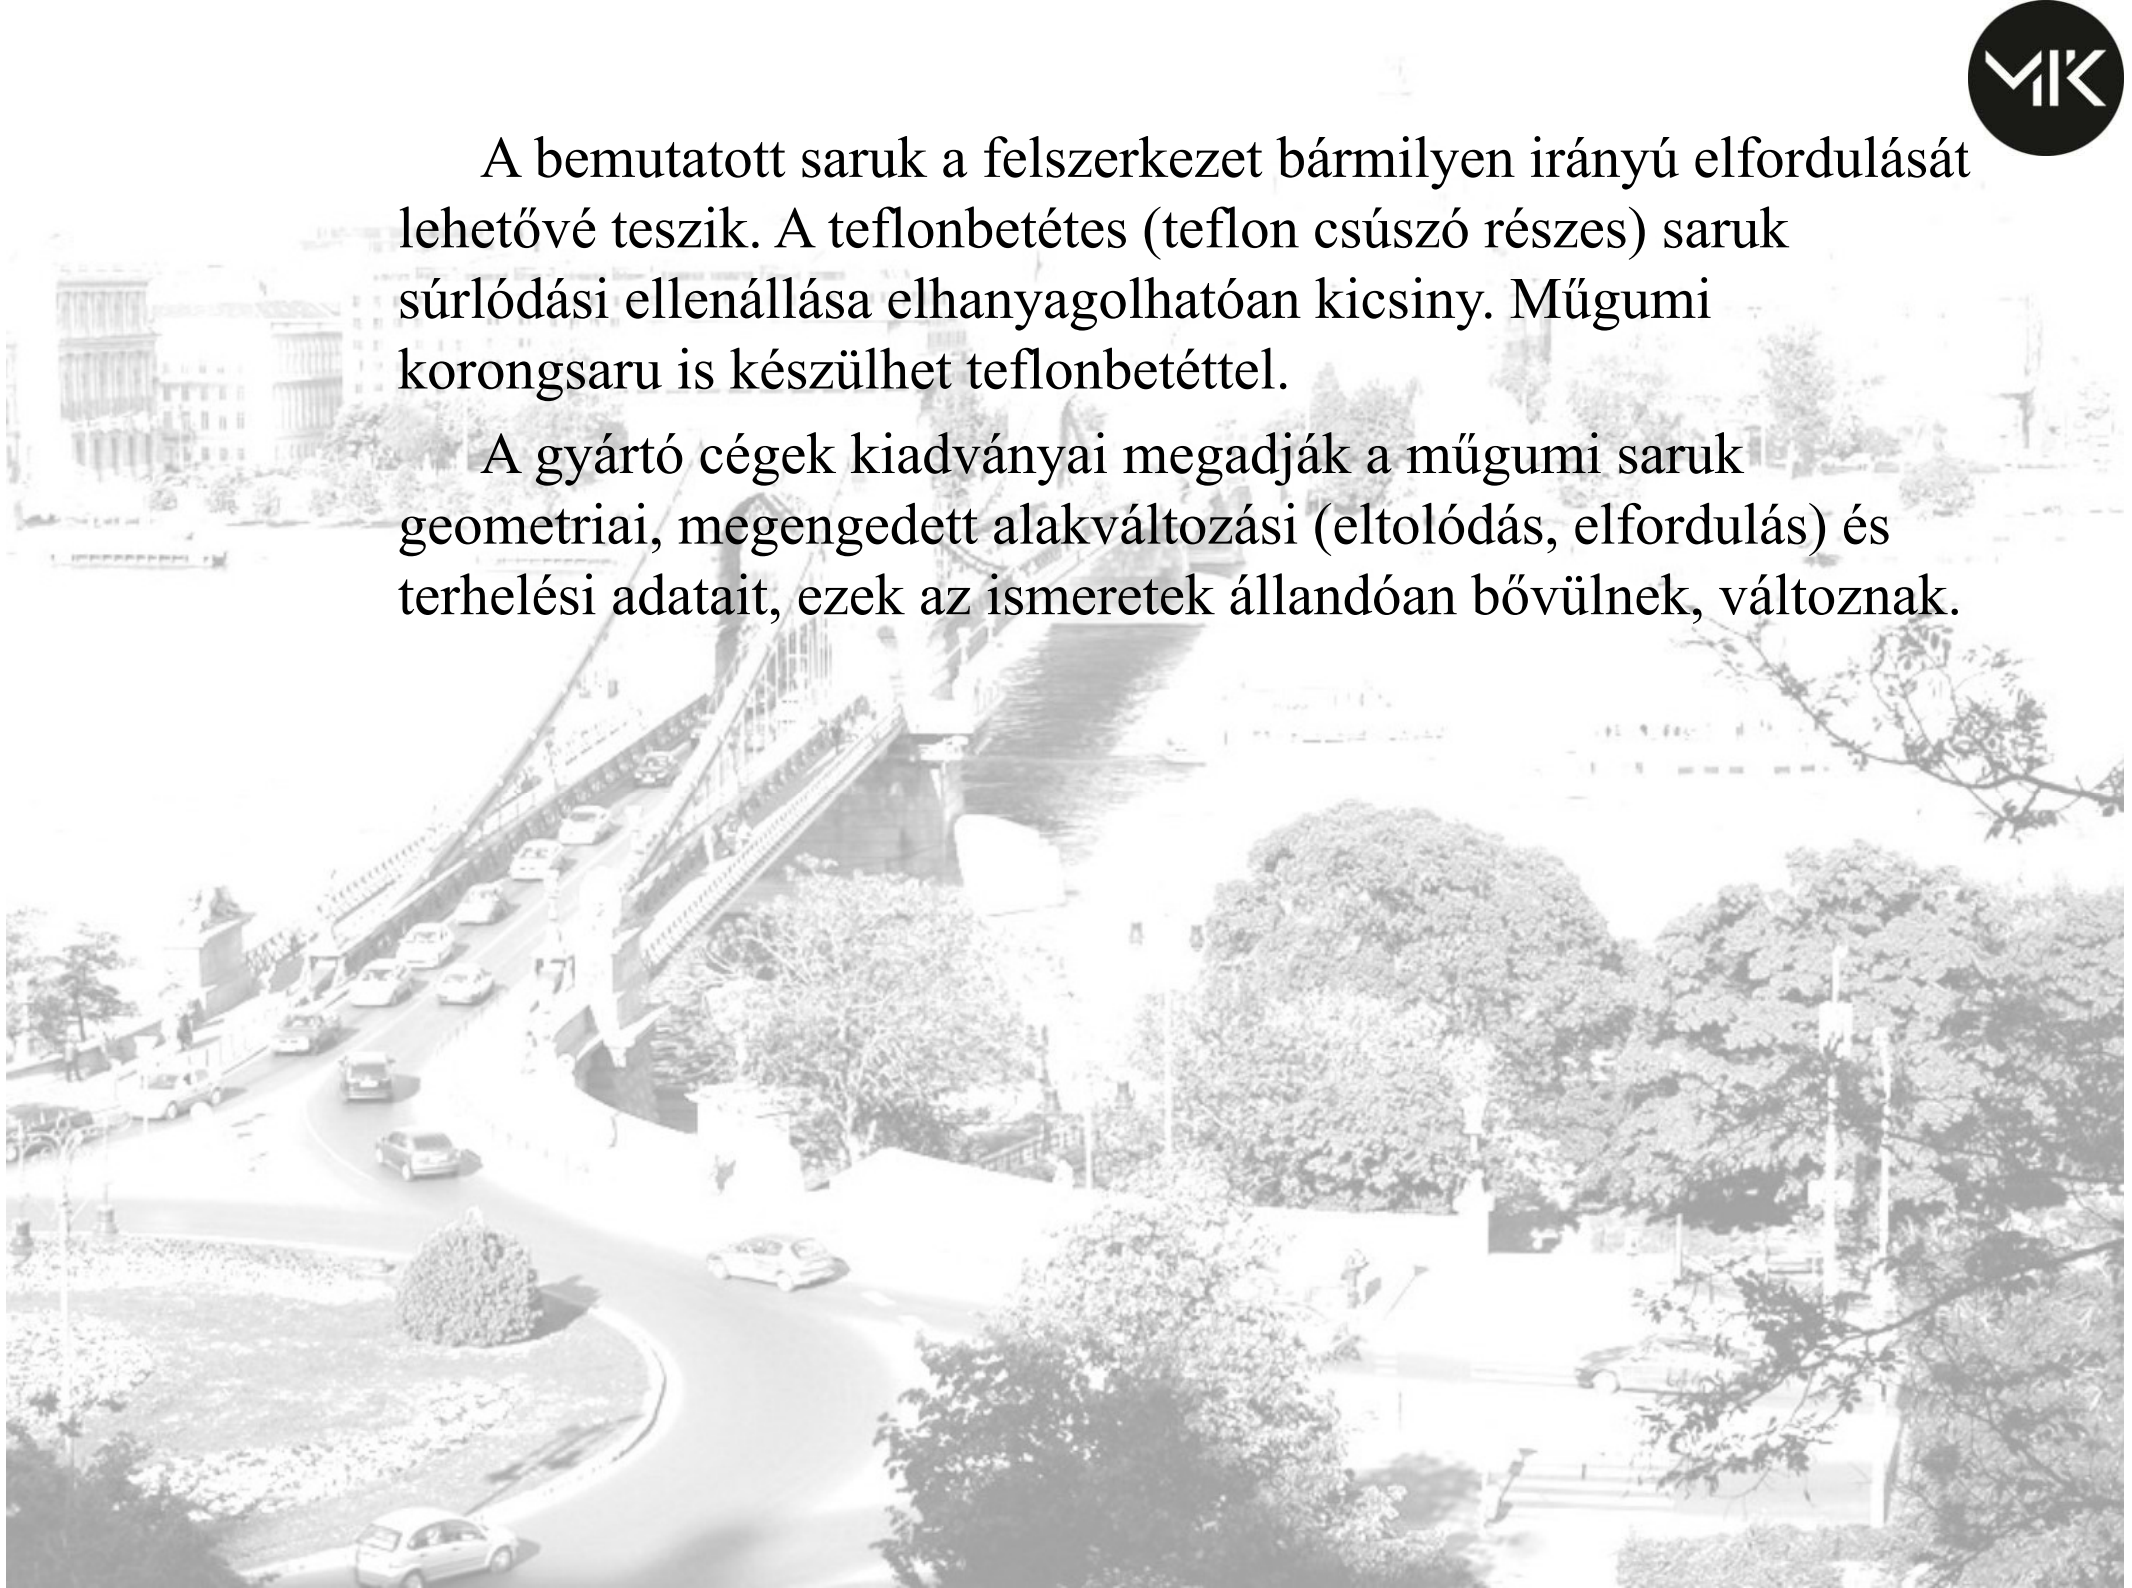 MIK
A bemutatott saruk a felszerkezet bármilyen irányú elfordulását
lehetővé teszik. A teflonbetétes (teflon csúszó részes) saruk
súrlódási ellenállása elhanyagolhatóan kicsiny. Műgumi
korongsaru is készülhet teflonbetéttel.
A gyártó cégek kiadványai megadják a műgumi saruk
geometriai, megengedett alakváltozási (eltolódás, elfordulás) és
terhelési adatait, ezek az ismeretek állandóan bővülnek, változnak.